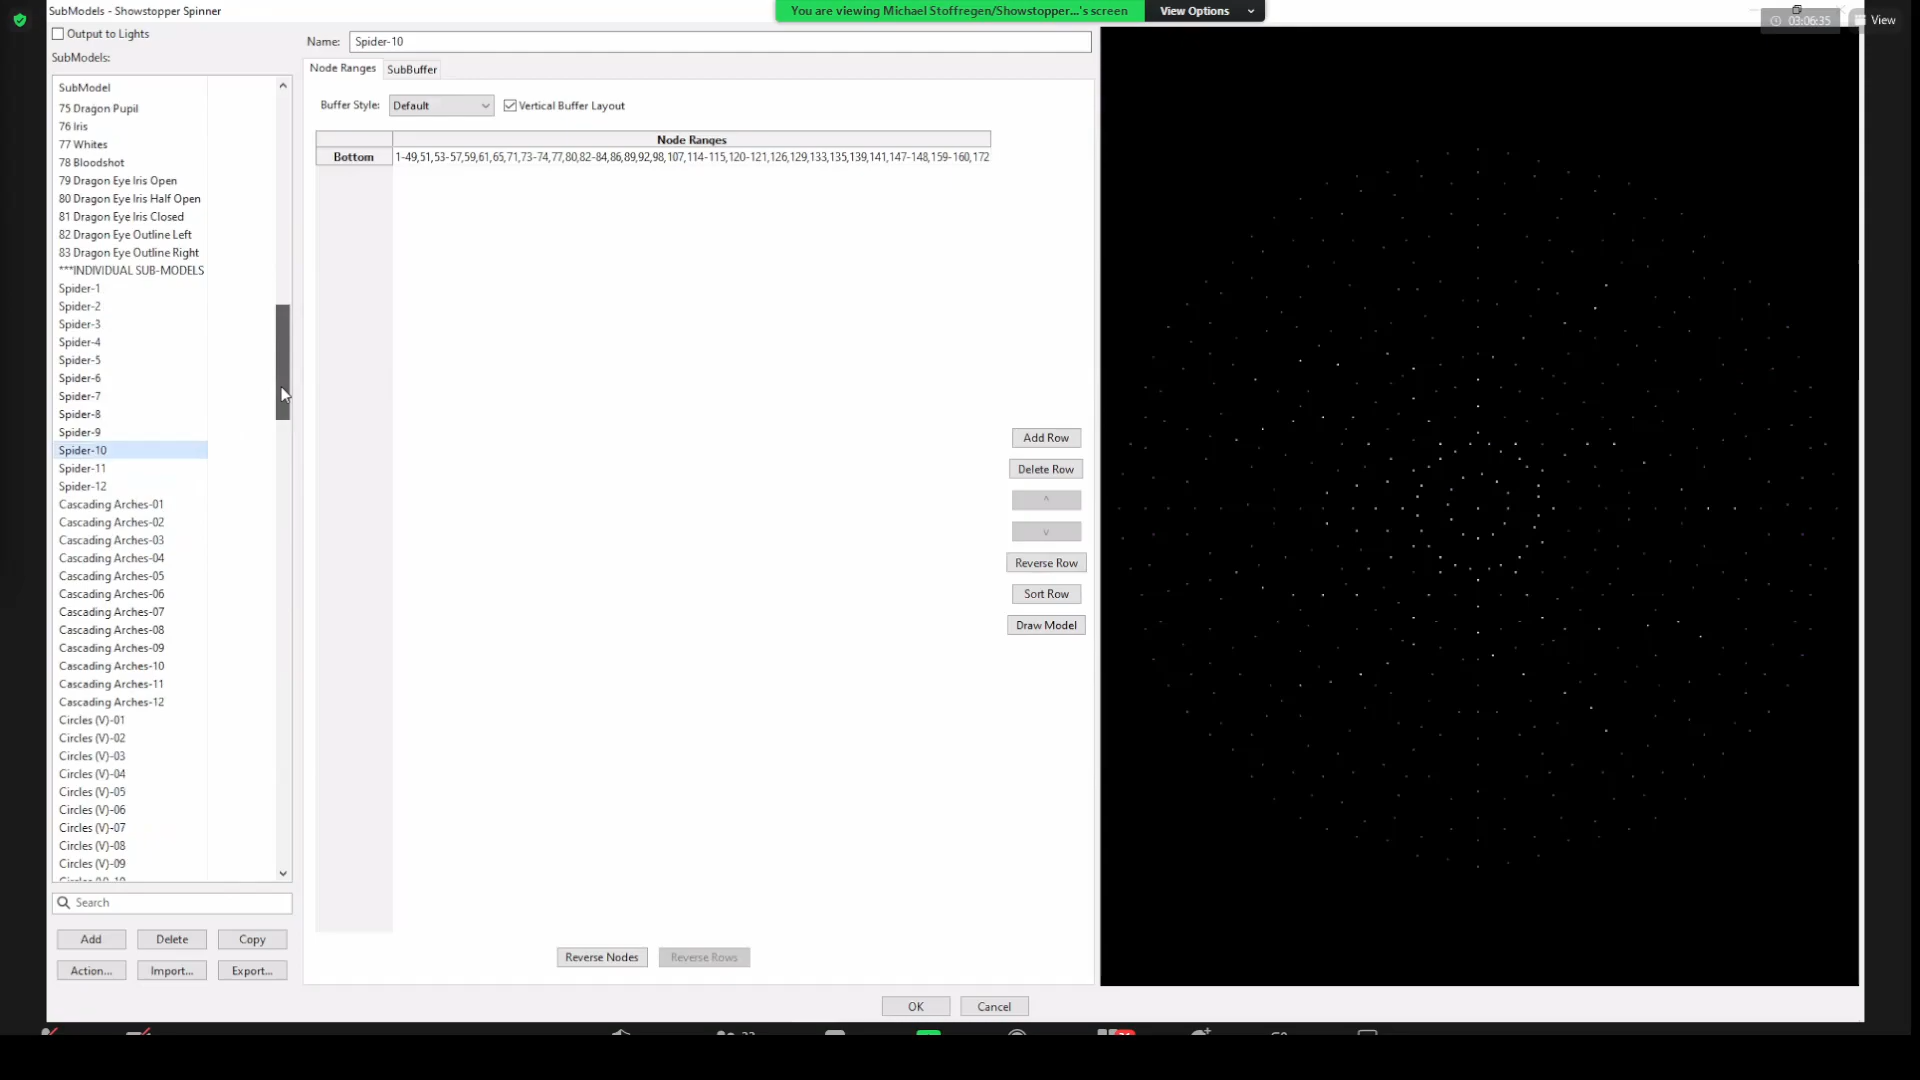 SubModels - Showstopper Spinner
You are viewing Michael Stoffregen/Showstopper...'s screen
View Options
03:06:35
View
Output to Lights
SubModels:
SubModel
75 Dragon Pupil
76 Iris
77 Whites
78 Bloodshot
79 Dragon Eye Iris Open
80 Dragon Eye Iris Half Open
81 Dragon Eye Iris Closed
82 Dragon Eye Outline Left
83 Dragon Eye Outline Right
***INDIVIDUAL SUB-MODELS
Spider-1
Spider-2
Spider-3
Spider-4
Spider-5
Spider-6
Spider-7
Spider-8
Spider-9
Spider-10
Spider-11
Spider-12
Cascading Arches-01
Cascading Arches-02
Cascading Arches-03
Cascading Arches-04
Cascading Arches-05
Cascading Arches-06
Cascading Arches-07
Cascading Arches-08
Cascading Arches-09
Cascading Arches-10
Cascading Arches-11
Cascading Arches-12
Circles (V)-01
Circles (V)-02
Circles (V)-03
Circles (V)-04
Circles (V)-05
Circles (V)-06
Circles (V)-07
Circles (V)-08
Circles (V)-09
Search
Add
Delete
Copy
Action...
Import...
Export...
Name: Spider-10
Node Ranges
SubBuffer
Buffer Style: Default
Vertical Buffer Layout
Node Ranges
Bottom 1-49,51,53-57,59,61,65,71,73-74,77,80,82-84,86,89,92,98,107,114-115,120-121,126,129,133,135,139,141,147-148,159-160,172
Add Row
Delete Row
^
v
Reverse Row
Sort Row
Draw Model
Reverse Nodes
Reverse Rows
OK
Cancel